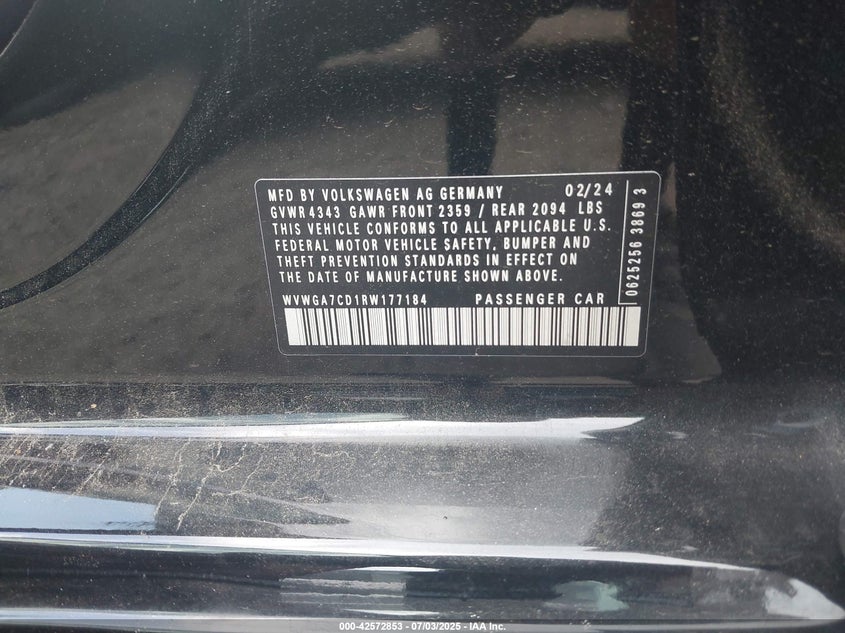 MFD BY VOLKSWAGEN AG GERMANY 02/24
GVWR 4343 GAWR FRONT 2359 / REAR 2094 LBS
THIS VEHICLE CONFORMS TO ALL APPLICABLE U.S.
FEDERAL MOTOR VEHICLE SAFETY, BUMPER AND
THEFT PREVENTION STANDARDS IN EFFECT ON
THE DATE OF MANUFACTURE SHOWN ABOVE.
WVWGA7CD1RW177184 PASSENGER CAR
0625256 3869 3
000-42572853 - 07/03/2025 - IAA Inc.